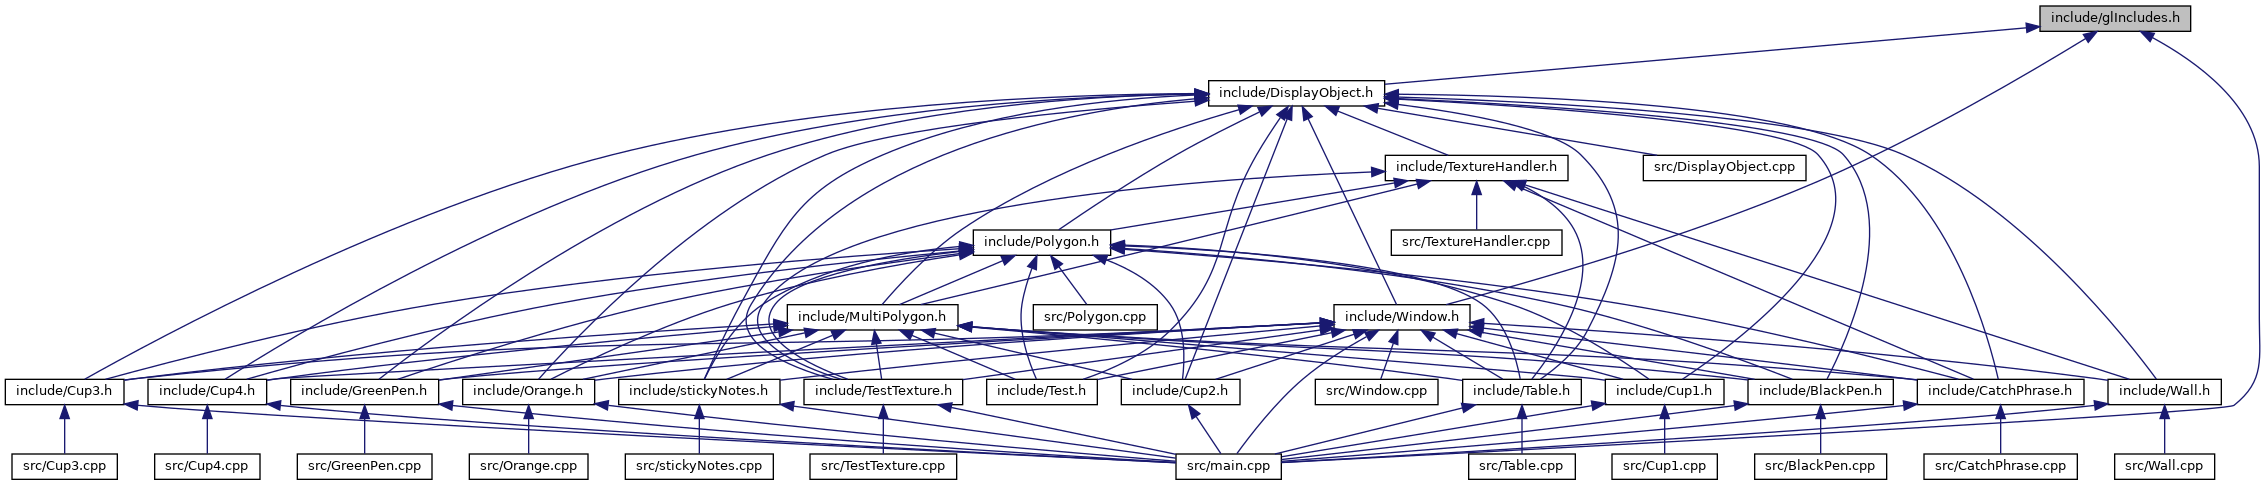 include/glIncludes.h
include/DisplayObject.h
include/TextureHandler.h
src/DisplayObject.cpp
include/Polygon.h
src/TextureHandler.cpp
include/MultiPolygon.h
src/Polygon.cpp
include/Window.h
include/Cup3.h
include/Cup4.h
include/GreenPen.h
include/Orange.h
include/stickyNotes.h
include/TestTexture.h
include/Test.h
include/Cup2.h
src/Window.cpp
include/Table.h
include/Cup1.h
include/BlackPen.h
include/CatchPhrase.h
include/Wall.h
src/Cup3.cpp
src/Cup4.cpp
src/GreenPen.cpp
src/Orange.cpp
src/stickyNotes.cpp
src/TestTexture.cpp
src/main.cpp
src/Table.cpp
src/Cup1.cpp
src/BlackPen.cpp
src/CatchPhrase.cpp
src/Wall.cpp